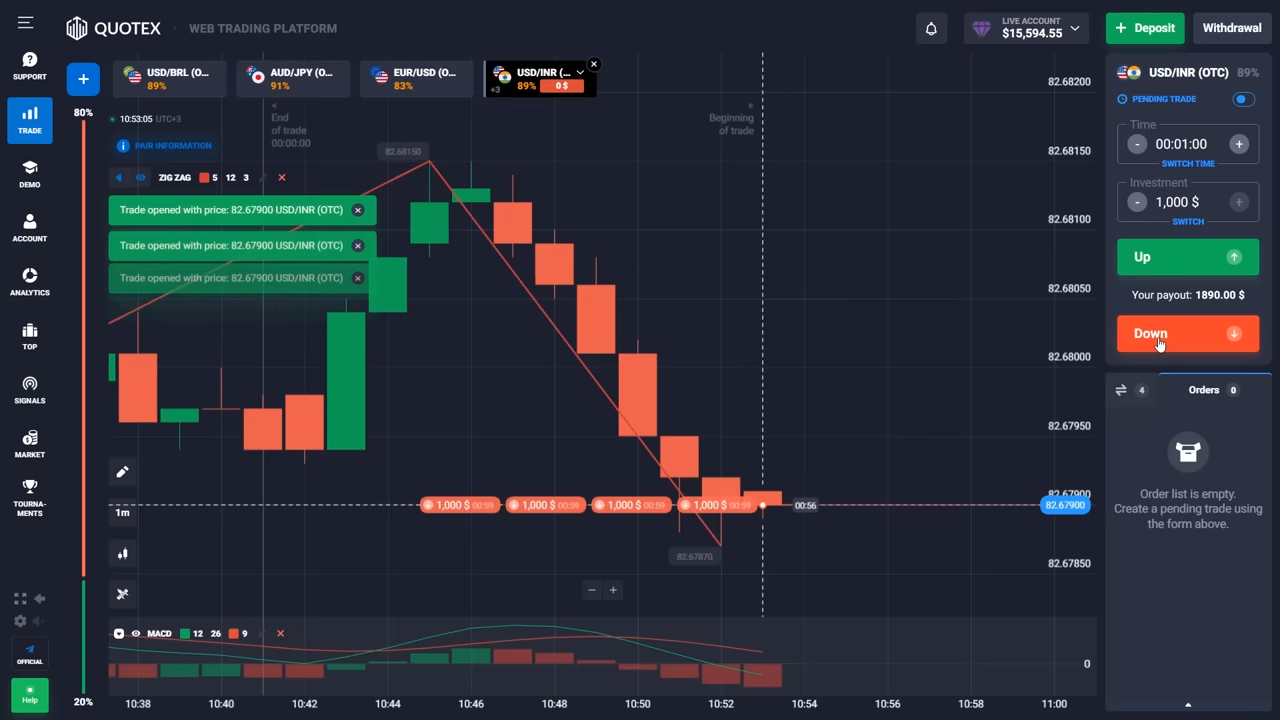 QUOTEX
WEB TRADING PLATFORM
LIVE ACCOUNT
$15,594.55
+ Deposit
Withdrawal
SUPPORT
TRADE
DEMO
ACCOUNT
ANALYTICS
TOP
SIGNALS
MARKET
TOURNA-
MENTS
OFFICIAL
Help
80%
20%
+
USD/BRL (O...
89%
AUD/JPY (O...
91%
EUR/USD (O...
83%
USD/INR (...
+3
89%
0 $
10:53:05 UTC+3
End
of trade
00:00:00
Beginning
of trade
PAIR INFORMATION
ZIG ZAG 5 12 3
Trade opened with price: 82.67900 USD/INR (OTC)
Trade opened with price: 82.67900 USD/INR (OTC)
Trade opened with price: 82.67900 USD/INR (OTC)
82.68150
1m
1,000 $ 00:59
1,000 $ 00:59
1,000 $ 00:59
1,000 $ 00:59
00:56
82.67870
82.68200
82.68150
82.68100
82.68050
82.68000
82.67950
82.67900
82.67900
82.67850
− +
MACD 12 26 9
0
10:38
10:40
10:42
10:44
10:46
10:48
10:50
10:52
10:54
10:56
10:58
11:00
USD/INR (OTC) 89%
PENDING TRADE
Time
- 00:01:00 +
SWITCH TIME
Investment
- 1,000 $ +
SWITCH
Up
Your payout: 1890.00 $
Down
4
Orders 0
Order list is empty.
Create a pending trade using
the form above.